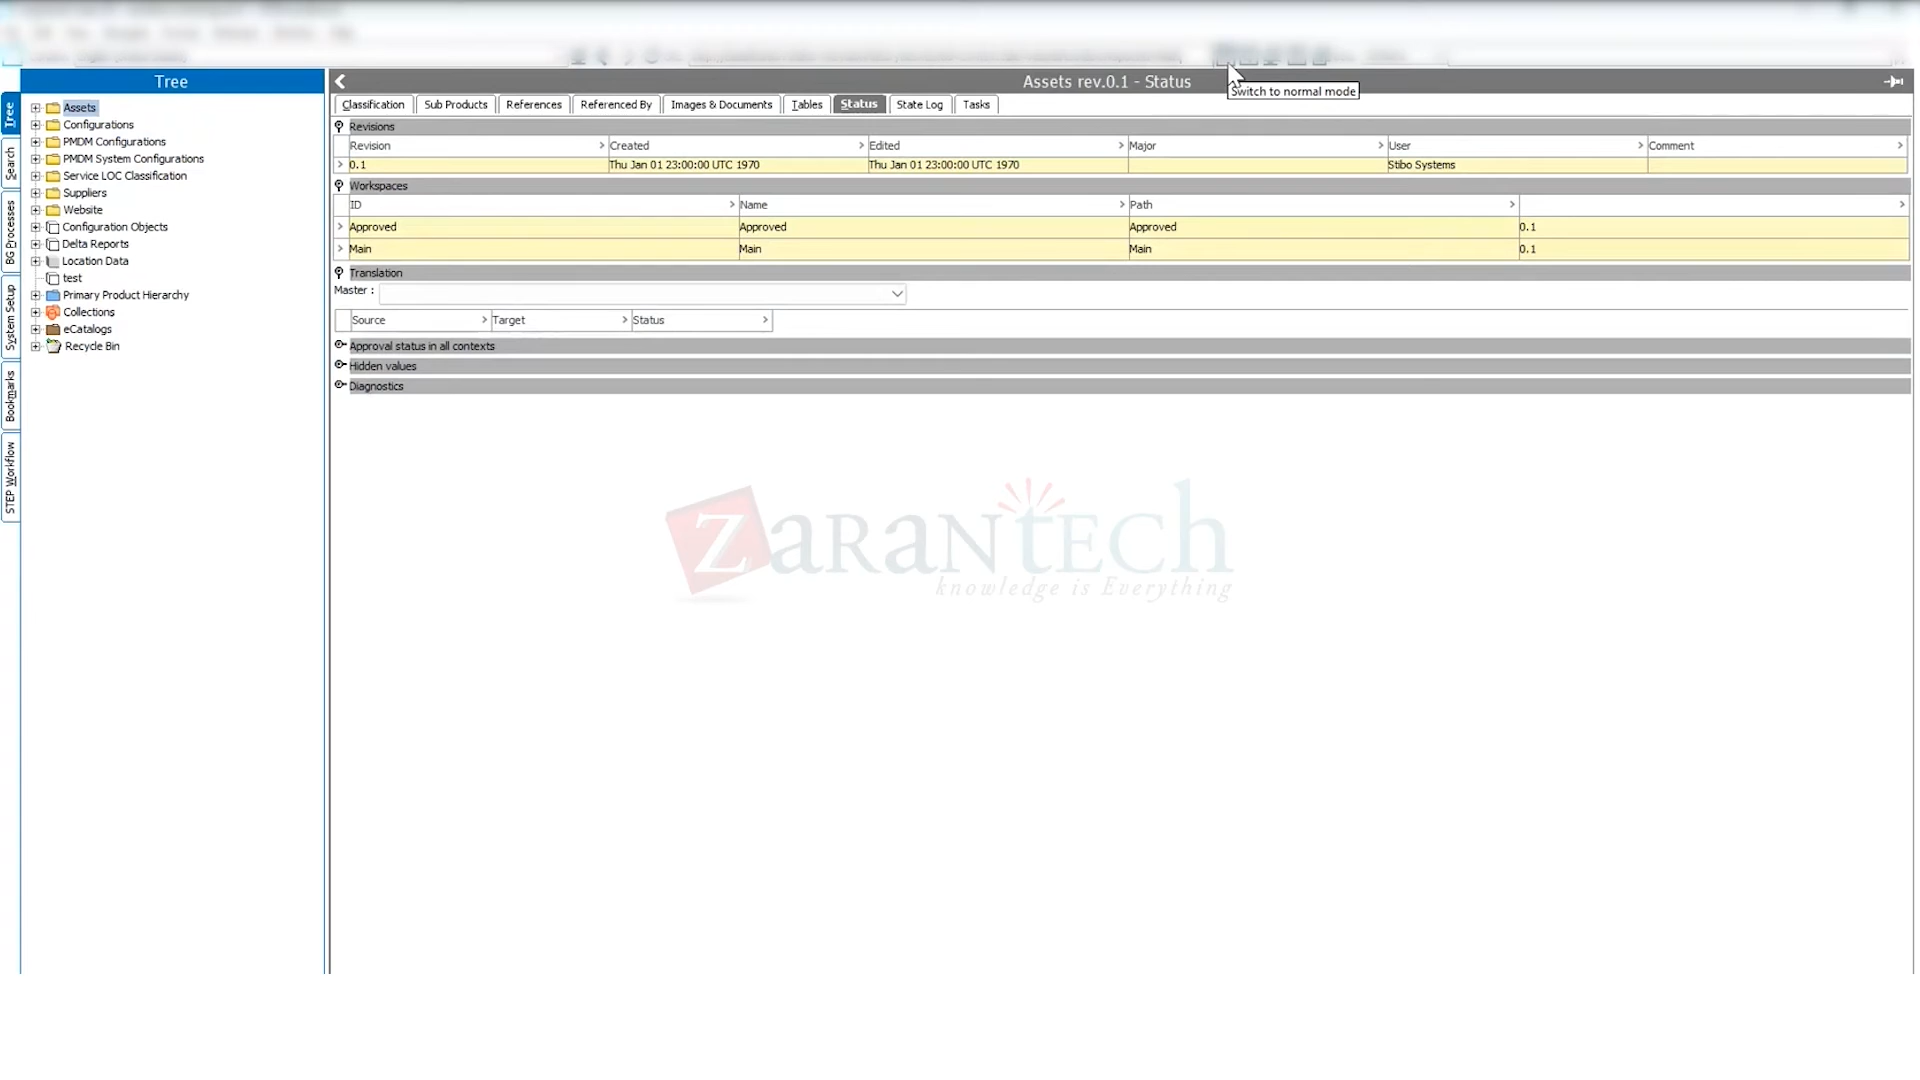 Tree
Assets rev.0.1 - Status
Switch to normal mode
Tree
Search
BG Processes
System Setup
Bookmarks
STEP Workflow
Assets
Configurations
PMDM Configurations
PMDM System Configurations
Service LOC Classification
Suppliers
Website
Configuration Objects
Delta Reports
Location Data
test
Primary Product Hierarchy
Collections
eCatalogs
Recycle Bin
Classification Sub Products References Referenced By Images & Documents Tables Status State Log Tasks
Revisions
Revision Created Edited Major User Comment
0.1 Thu Jan 01 23:00:00 UTC 1970 Thu Jan 01 23:00:00 UTC 1970 Stibo Systems
Workspaces
ID Name Path
Approved Approved Approved 0.1
Main Main Main 0.1
Translation
Master :
Source Target Status
Approval status in all contexts
Hidden values
Diagnostics
ZaranTech
knowledge is Everything